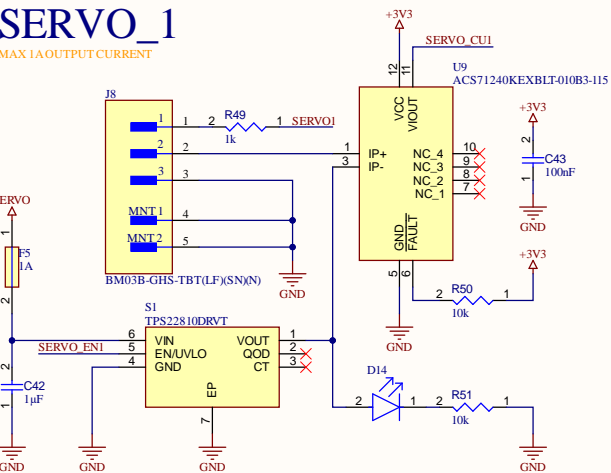 SERVO_1
MAX 1A OUTPUT CURRENT
+3V3
SERVO_CU1
U9
ACS71240KEXBLT-010B3-115
12
11
VCC
VIOUT
J8
1
1
2
R49
1
SERVO1
1k
2
2
1
IP+
3
IP-
NC_4
10
NC_3
9
NC_2
8
NC_1
7
+3V3
2
C43
100nF
1
GND
3
3
MNT1
4
MNT2
5
GND
BM03B-GHS-TBT(LF)(SN)(N)
GND
FAULT
5
6
+3V3
2
R50
1
10k
GND
ERVO
1
F5
1A
2
S1
TPS22810DRVT
6
VIN
VOUT
1
SERVO_EN1
5
EN/UVLO
QOD
2
4
GND
CT
3
EP
7
2
C42
1µF
1
D14
2
1
2
R51
1
10k
GND
GND
GND
GND